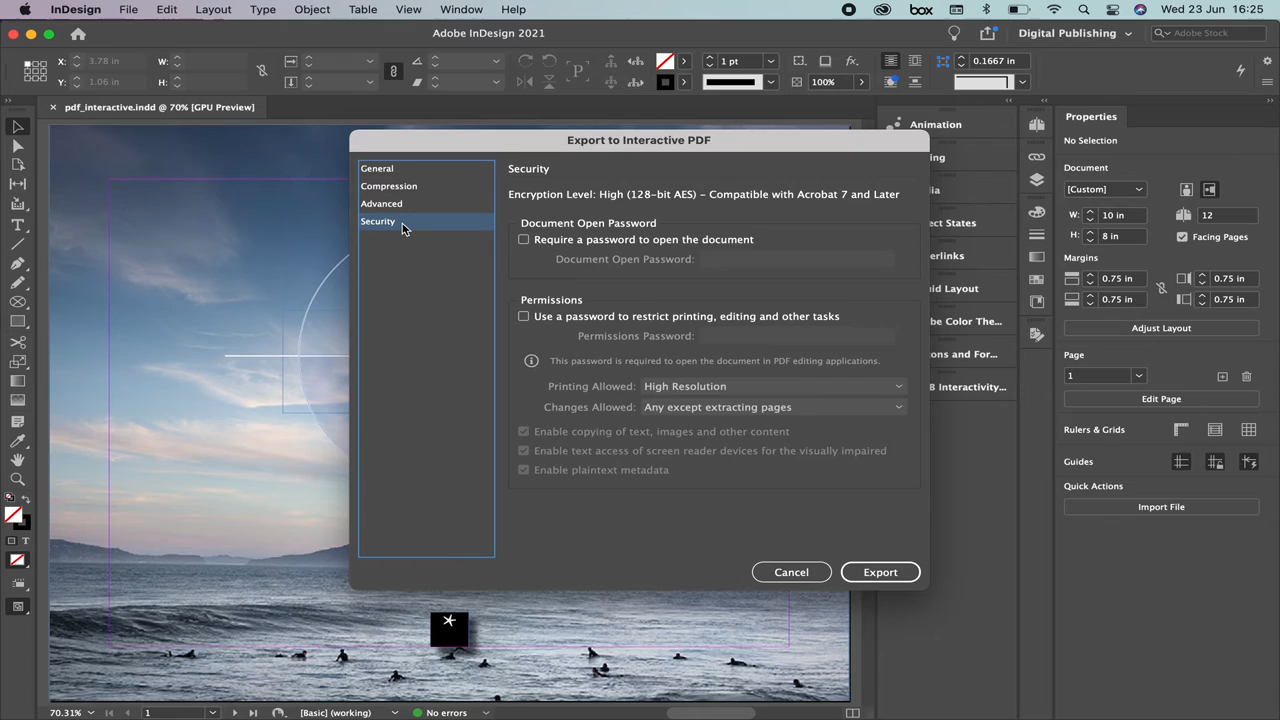 InDesign File Edit Layout Type Object Table View Window Help box Wed 23 Jun 16:25
Adobe InDesign 2021 Digital Publishing Adobe Stock
X: 3.78 in W: 1 pt 0.1667 in
Y: 1.06 in H: P 100%
pdf_interactive.indd @ 70% [GPU Preview]
Animation
Properties
Export to Interactive PDF
No Selection
General
Compression
Advanced
Security
Security
Encryption Level: High (128-bit AES) – Compatible with Acrobat 7 and Later
Document Open Password
Require a password to open the document
Document Open Password:
Permissions
Use a password to restrict printing, editing and other tasks
Permissions Password:
This password is required to open the document in PDF editing applications.
Printing Allowed: High Resolution
Changes Allowed: Any except extracting pages
Enable copying of text, images and other content
Enable text access of screen reader devices for the visually impaired
Enable plaintext metadata
Cancel Export
ing
ia
ject States
erlinks
uid Layout
be Color The...
ons and For...
B Interactivity...
Document
[Custom]
W: 10 in 12
H: 8 in Facing Pages
Margins
0.75 in 0.75 in
0.75 in 0.75 in
Adjust Layout
Page
1
Edit Page
Rulers & Grids
Guides
Quick Actions
Import File
*
70.31% 1 [Basic] (working) No errors